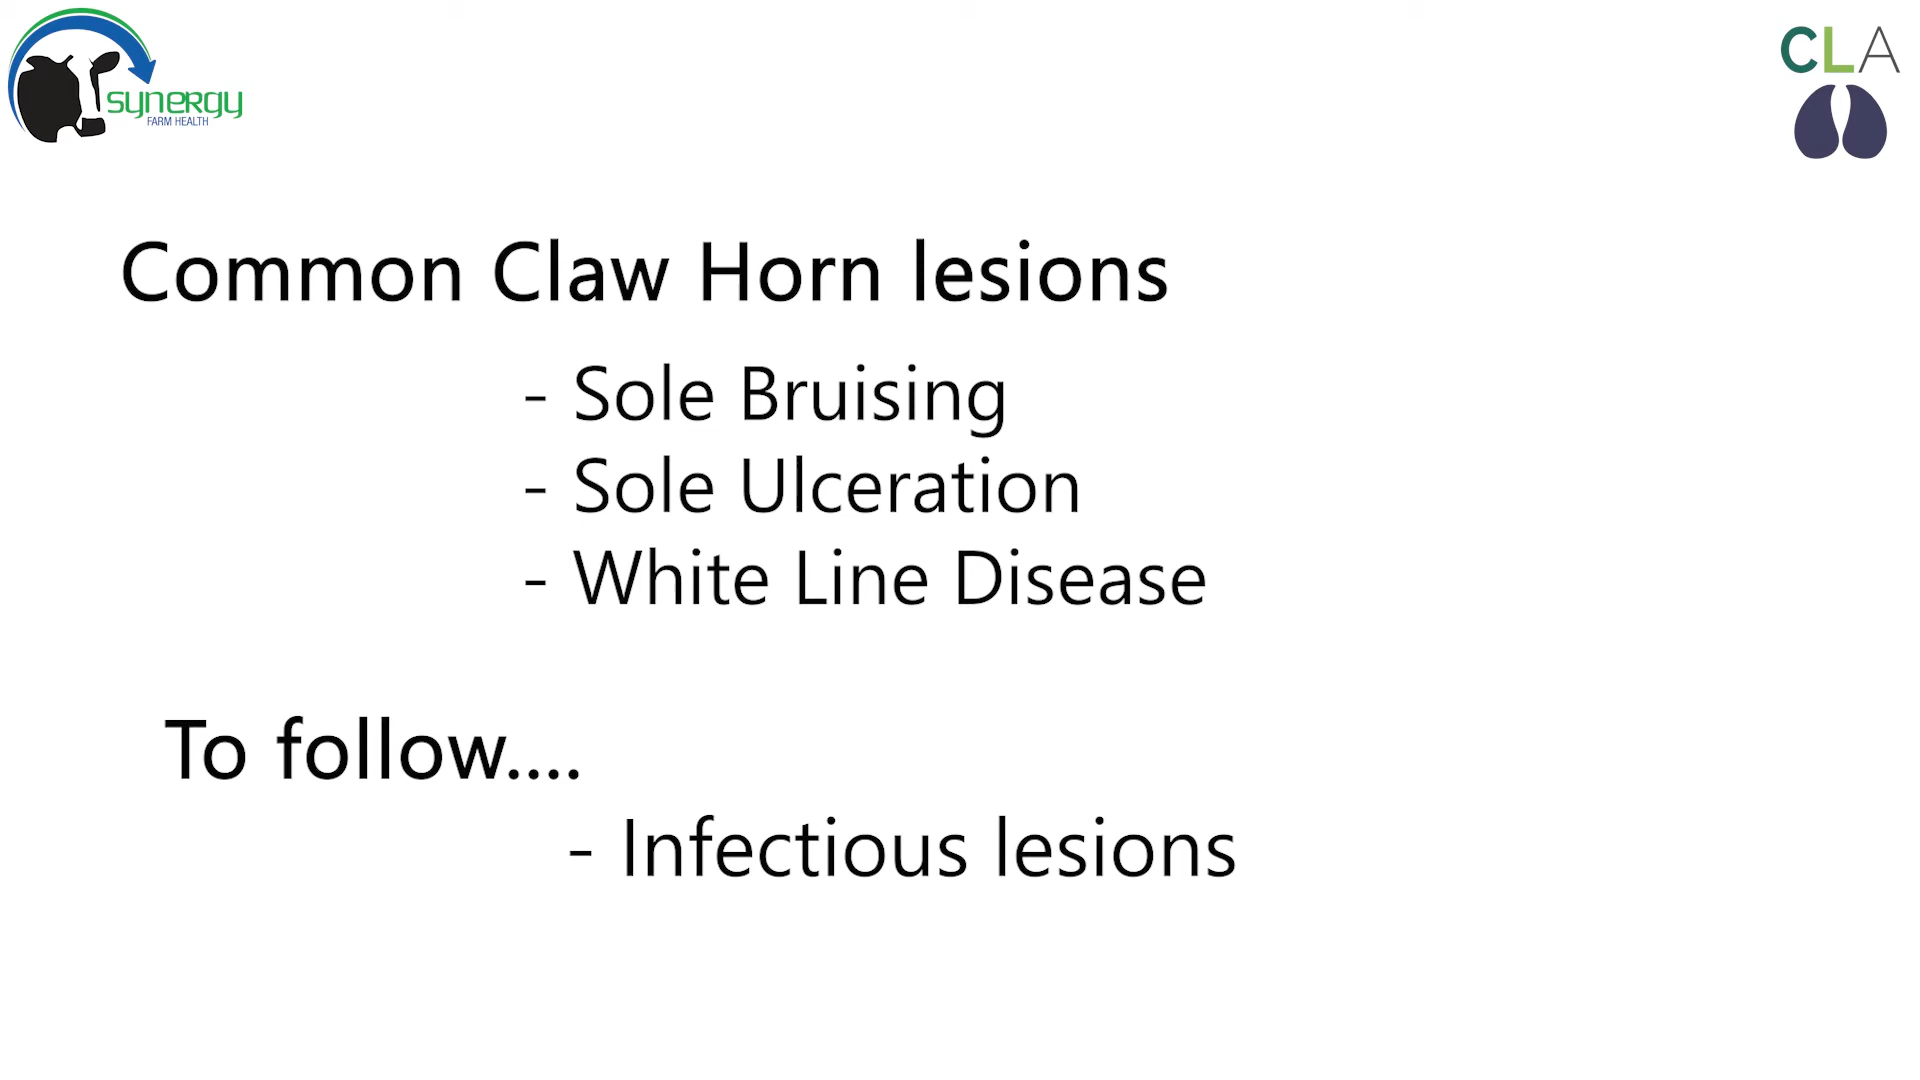 synergy
FARM HEALTH
CLA
Common Claw Horn lesions
- Sole Bruising
- Sole Ulceration
- White Line Disease
To follow....
- Infectious lesions